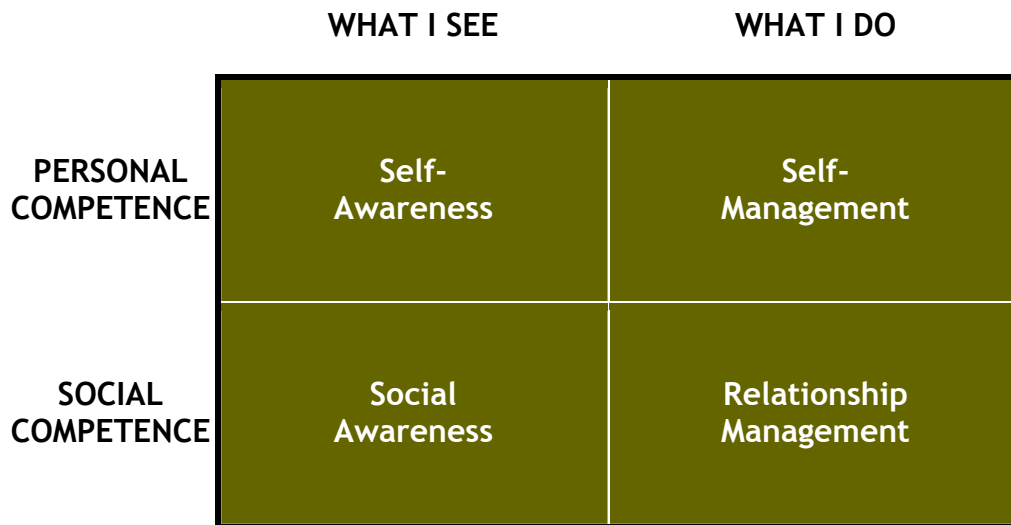 WHAT I SEE
WHAT I DO
PERSONAL
COMPETENCE
Self-
Awareness
Self-
Management
SOCIAL
COMPETENCE
Social
Awareness
Relationship
Management